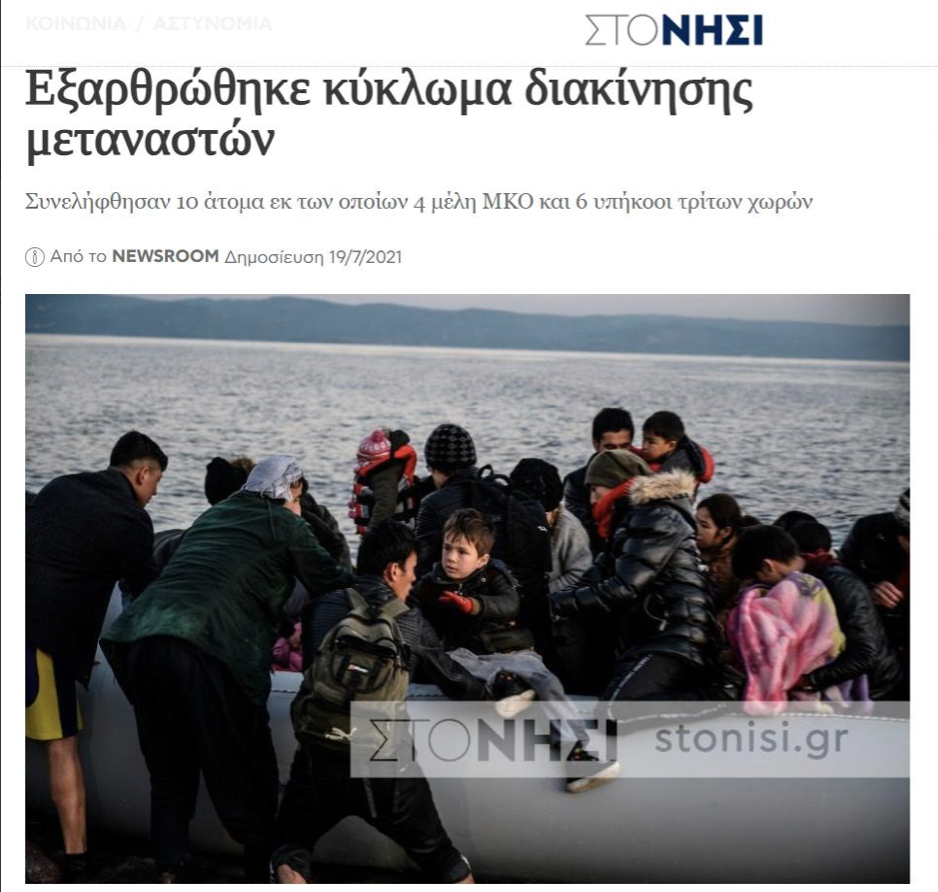 ΚΟΙΝΩΝΙΑ / ΑΣΤΥΝΟΜΙΑ
ΣΤΟΝΗΣΙ
Εξαρθρώθηκε κύκλωμα διακίνησης
μεταναστών
Συνελήφθησαν 10 άτομα εκ των οποίων 4 μέλη ΜΚΟ και 6 υπήκοοι τρίτων χωρών
Από το NEWSROOM Δημοσίευση 19/7/2021
ΣΤΟΝΗΣΙ stonisi.gr